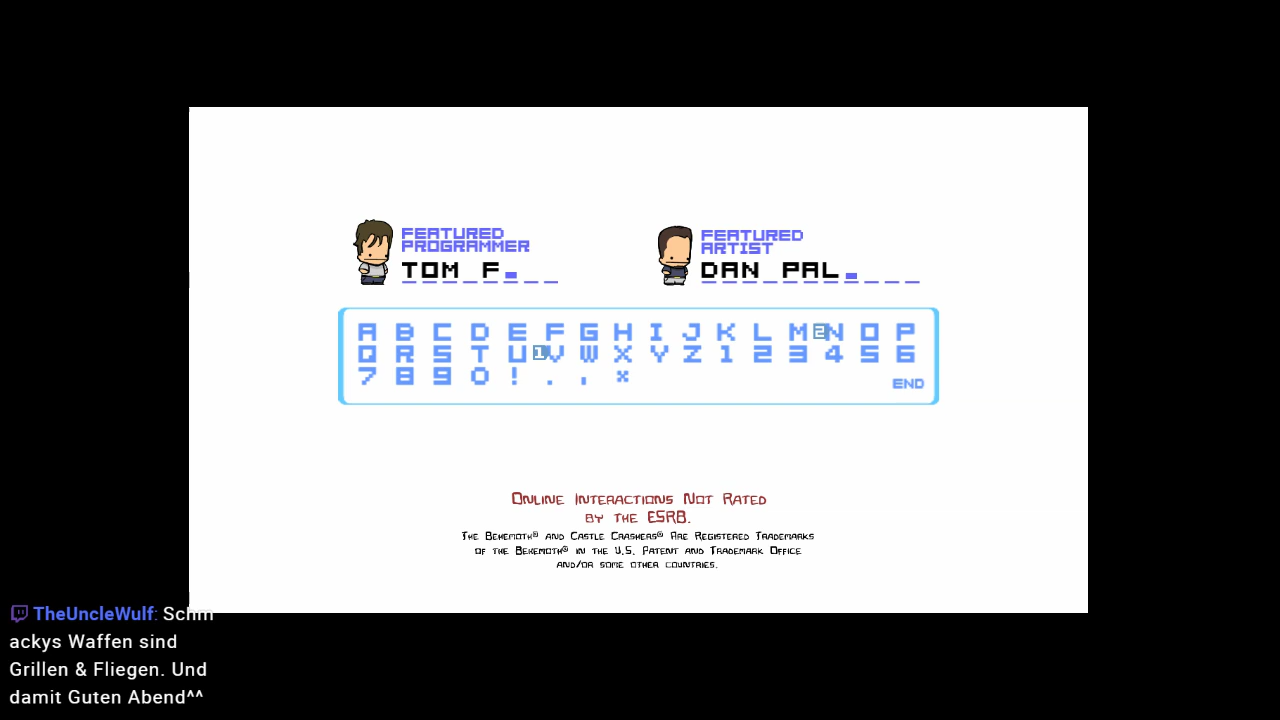 FEATURED
PROGRAMMER
TOM F
FEATURED
ARTIST
DAN PAL
A B C D E F G H I J K L M 2 N O P
Q R S T U 1 V W X Y Z 1 2 3 4 5 6
7 8 9 0 ! . , *
END
ONLINE INTERACTIONS NOT RATED
BY THE ESRB.
THE BEHEMOTH® AND CASTLE CRASHERS® ARE REGISTERED TRADEMARKS
OF THE BEHEMOTH® IN THE U.S. PATENT AND TRADEMARK OFFICE
AND/OR SOME OTHER COUNTRIES.
TheUncleWulf: Schm
ackys Waffen sind
Grillen & Fliegen. Und
damit Guten Abend^^